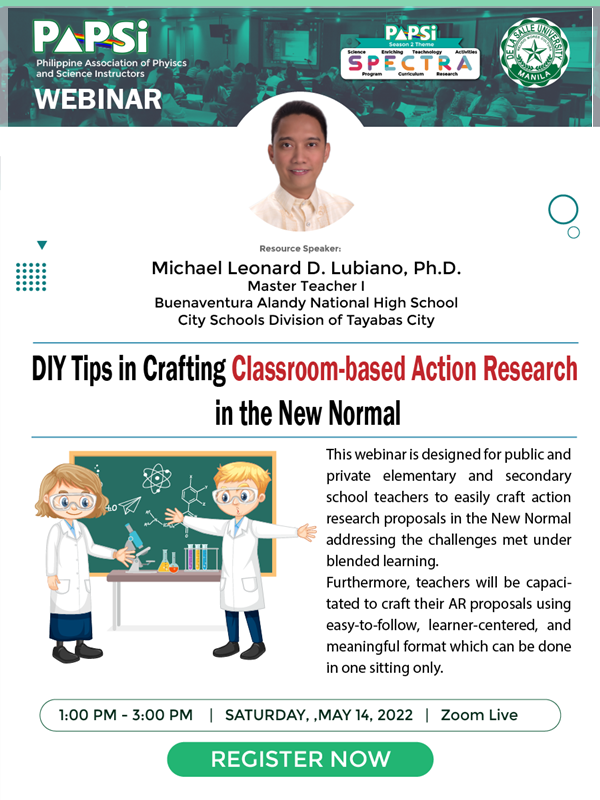 PAPSi
Philippine Association of Phyiscs
and Science Instructors
WEBINAR
PAPSi
Season 2 Theme
Science Enriching Teachnology Activities
SPECTRA
Program Curriculum Research
DE LA SALLE UNIVERSITY
MANILA
Resource Speaker:
Michael Leonard D. Lubiano, Ph.D.
Master Teacher I
Buenaventura Alandy National High School
City Schools Division of Tayabas City
DIY Tips in Crafting Classroom-based Action Research
in the New Normal
This webinar is designed for public and
private elementary and secondary
school teachers to easily craft action
research proposals in the New Normal
addressing the challenges met under
blended learning.
Furthermore, teachers will be capaci-
tated to craft their AR proposals using
easy-to-follow, learner-centered, and
meaningful format which can be done
in one sitting only.
1:00 PM - 3:00 PM | SATURDAY, ,MAY 14, 2022 | Zoom Live
REGISTER NOW